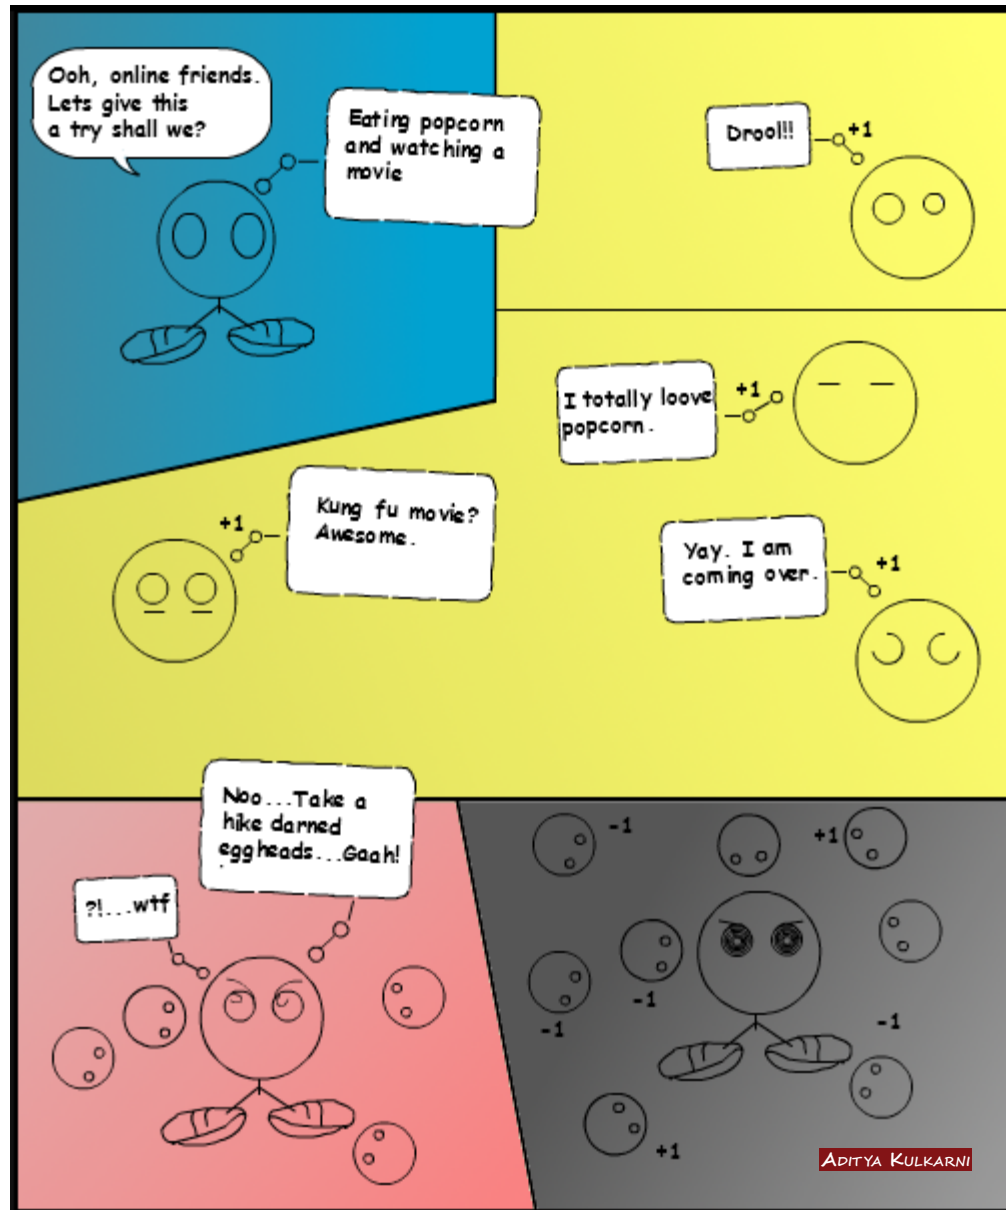 Ooh, online friends.
Lets give this
a try shall we?
Eating popcorn
and watching a
movie
Drool!!
+1
I totally loove
popcorn.
+1
Kung fu movie?
Awesome.
+1
Yay. I am
coming over.
+1
Noo...Take a
hike darned
eggheads...Gaah!
?!...wtf
-1
+1
-1
-1
-1
+1
ADITYA KULKARNI